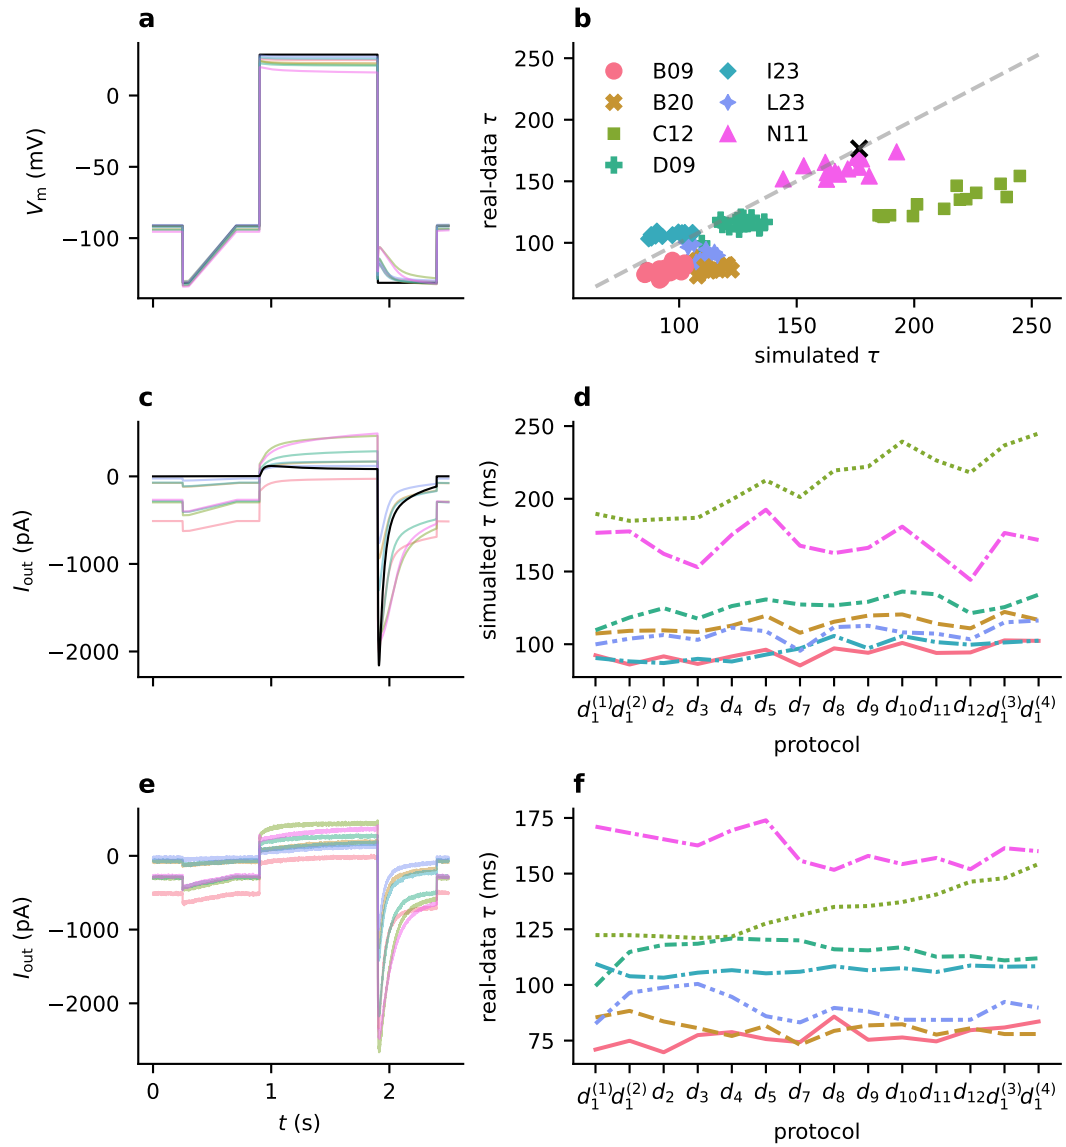 a
0
−50
−100
V_m (mV)
b
250
200
150
100
real-data τ
B09
B20
C12
D09
I23
L23
N11
100
150
200
250
simulated τ
c
0
−1000
−2000
I_out (pA)
d
250
200
150
100
simualted τ (ms)
d_1^(1) d_1^(2) d_2 d_3 d_4 d_5 d_7 d_8 d_9 d_10 d_11 d_12 d_1^(3) d_1^(4)
protocol
e
0
−1000
−2000
I_out (pA)
0
1
2
t (s)
f
175
150
125
100
75
real-data τ (ms)
d_1^(1) d_1^(2) d_2 d_3 d_4 d_5 d_7 d_8 d_9 d_10 d_11 d_12 d_1^(3) d_1^(4)
protocol